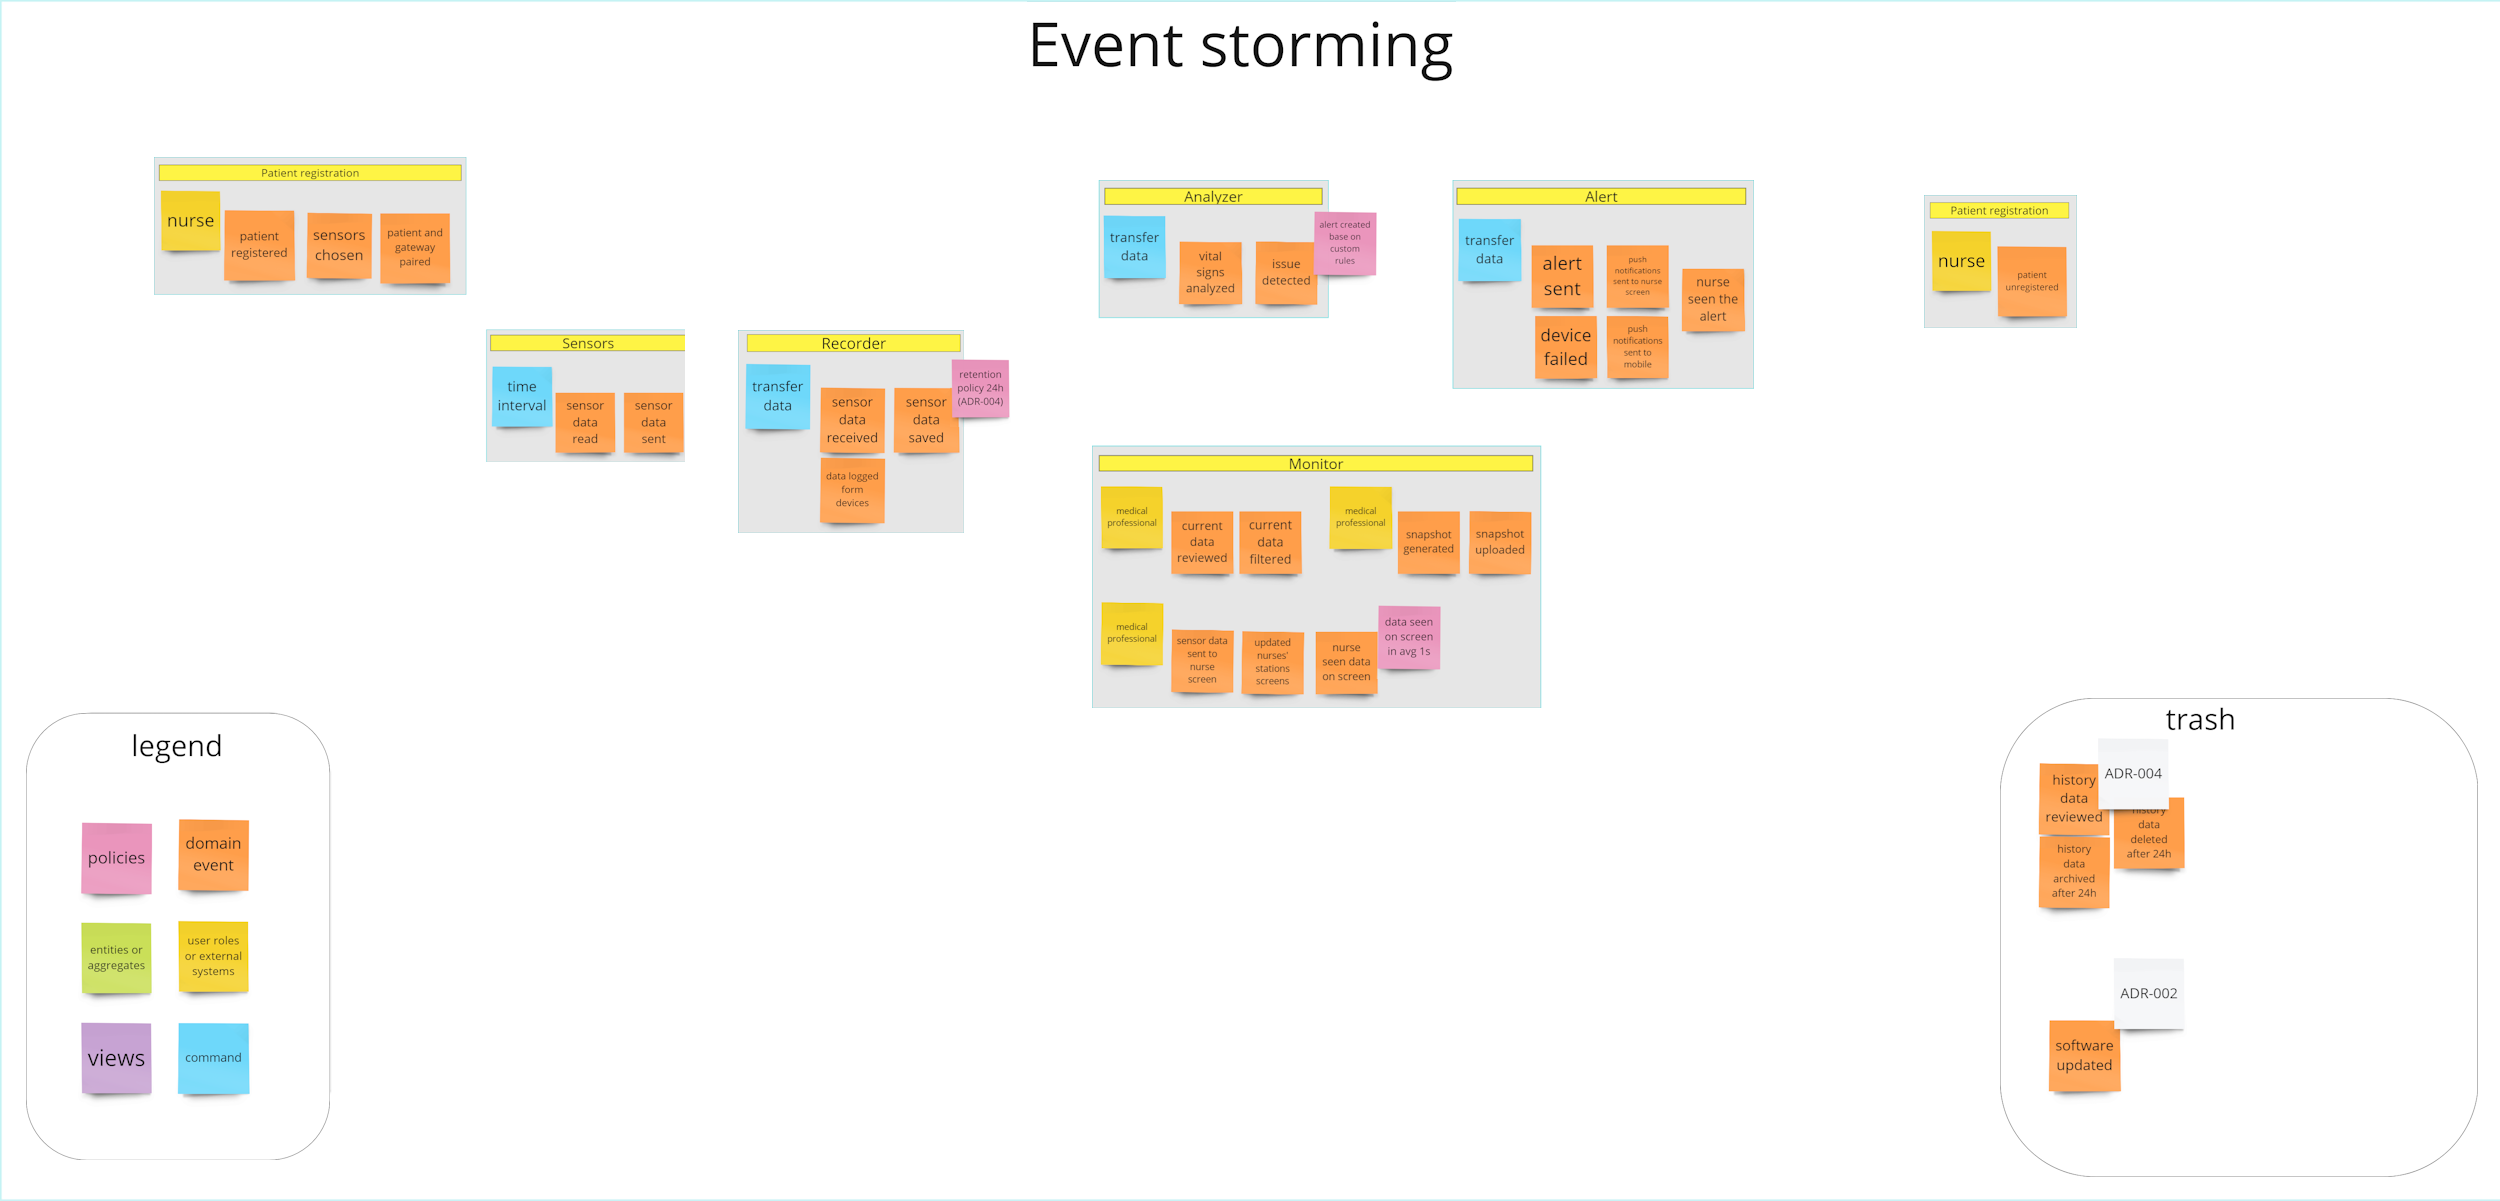 Event storming
Patient registration
nurse
patient
registered
sensors
chosen
patient and
gateway
paired
Sensors
time
interval
sensor
data
read
sensor
data
sent
Recorder
transfer
data
sensor
data
received
sensor
data
saved
retention
policy 24h
(ADR-004)
data logged
form
devices
Analyzer
transfer
data
vital
signs
analyzed
issue
detected
alert created
base on
custom
rules
Alert
transfer
data
alert
sent
push
notifications
sent to nurse
screen
nurse
seen the
alert
device
failed
push
notifications
sent to
mobile
Patient registration
nurse
patient
unregistered
Monitor
medical
professional
current
data
reviewed
current
data
filtered
medical
professional
snapshot
generated
snapshot
uploaded
medical
professional
sensor data
sent to
nurse
screen
updated
nurses'
stations
screens
nurse
seen data
on screen
data seen
on screen
in avg 1s
legend
policies
domain
event
entities or
aggregates
user roles
or external
systems
views
command
trash
history
data
reviewed
ADR-004
history
data
deleted
after 24h
history
data
archived
after 24h
ADR-002
software
updated